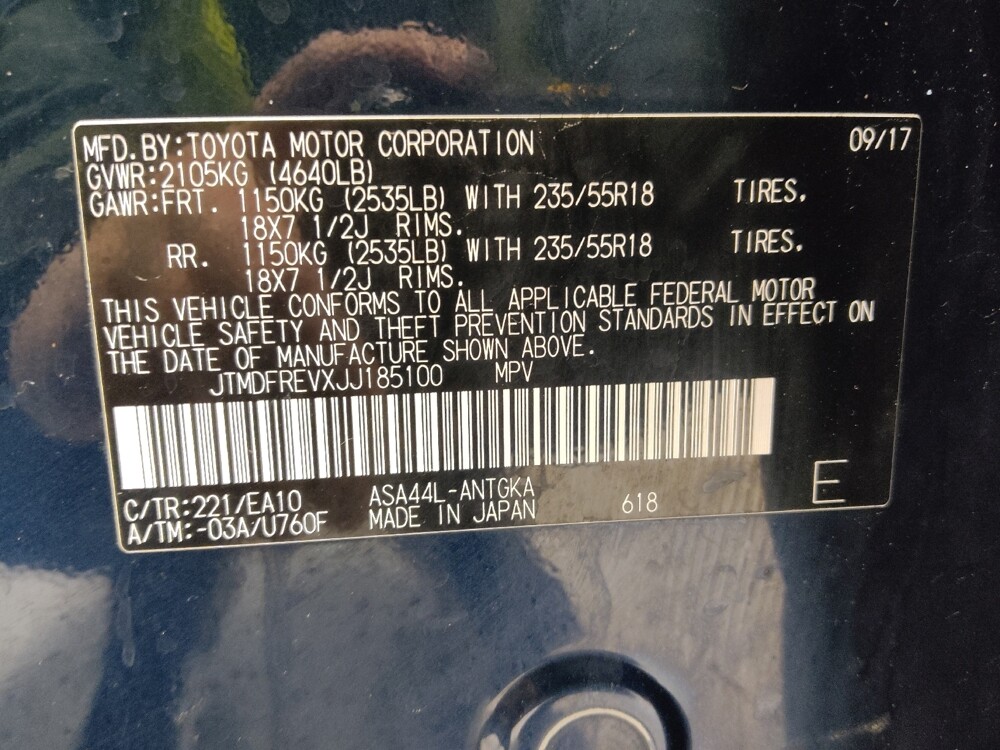 MFD.BY:TOYOTA MOTOR CORPORATION 09/17
GVWR:2105KG (4640LB)
GAWR:FRT. 1150KG (2535LB) WITH 235/55R18 TIRES.
18X7 1/2J RIMS.
RR. 1150KG (2535LB) WITH 235/55R18 TIRES.
18X7 1/2J RIMS.
THIS VEHICLE CONFORMS TO ALL APPLICABLE FEDERAL MOTOR
VEHICLE SAFETY AND THEFT PREVENTION STANDARDS IN EFFECT ON
THE DATE OF MANUFACTURE SHOWN ABOVE.
JTMDFREVXJJ185100 MPV
C/TR:221/EA10 ASA44L-ANTGKA 618 E
A/TM:-03A/U760F MADE IN JAPAN